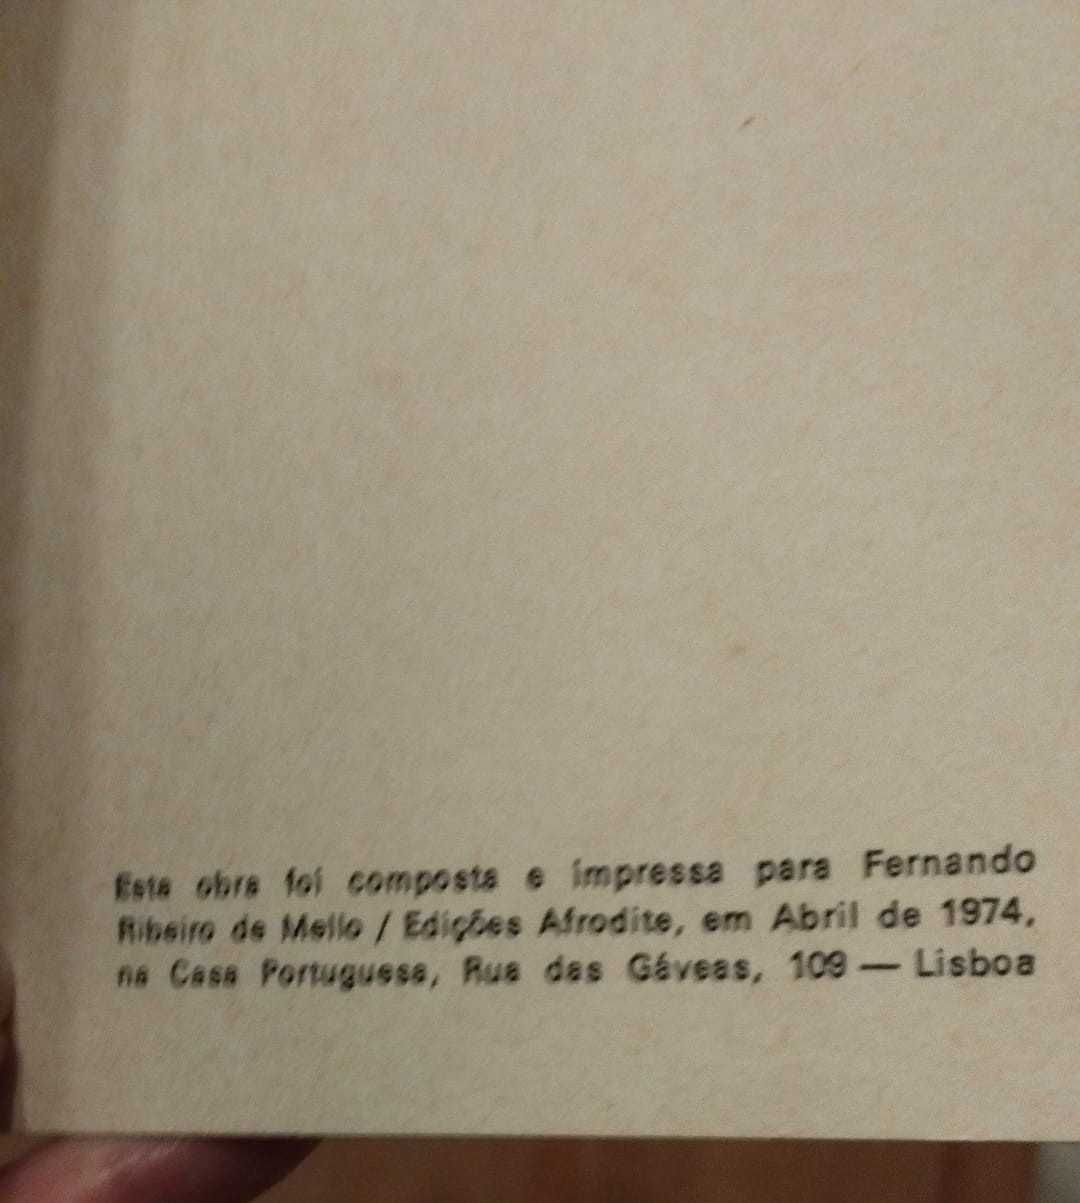 Esta obra foi composta e impressa para Fernando
Ribeiro de Mello / Edições Afrodite, em Abril de 1974,
na Casa Portuguesa, Rua das Gáveas, 109 — Lisboa